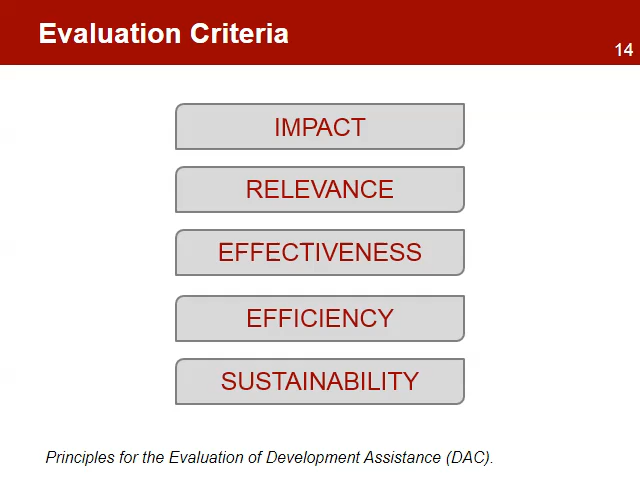 Evaluation Criteria
14
IMPACT
RELEVANCE
EFFECTIVENESS
EFFICIENCY
SUSTAINABILITY
Principles for the Evaluation of Development Assistance (DAC).